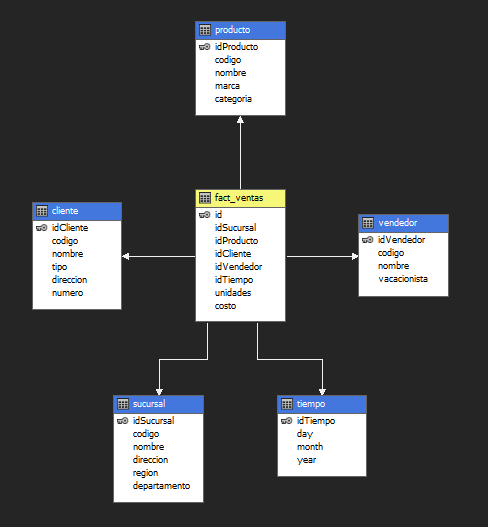 producto
idProducto
codigo
nombre
marca
categoria
cliente
idCliente
codigo
nombre
tipo
direccion
numero
fact_ventas
id
idSucursal
idProducto
idCliente
idVendedor
idTiempo
unidades
costo
vendedor
idVendedor
codigo
nombre
vacacionista
sucursal
idSucursal
codigo
nombre
direccion
region
departamento
tiempo
idTiempo
day
month
year